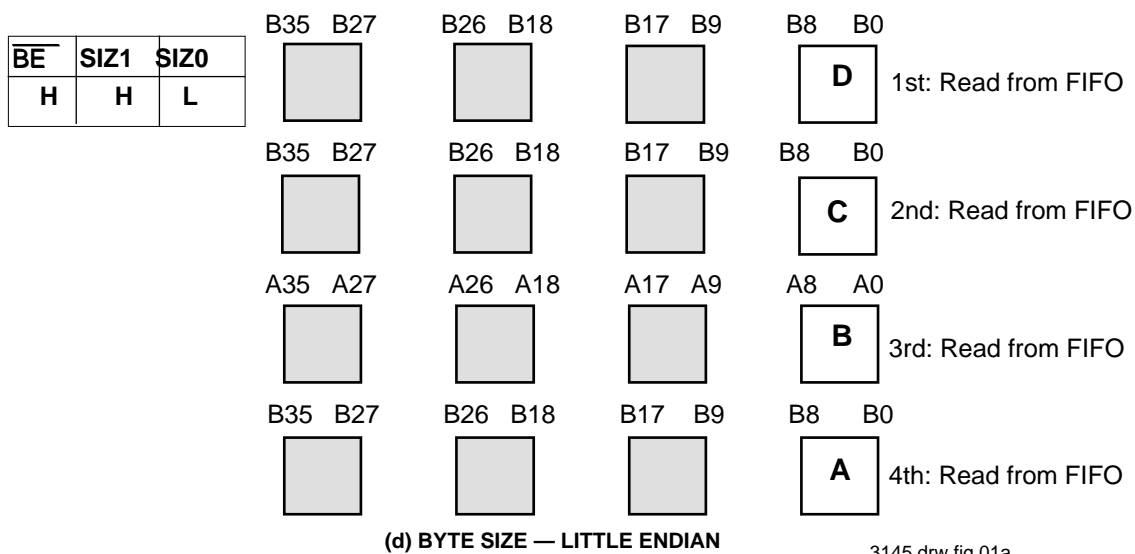 B35 B27 B26 B18 B17 B9 B8 B0
BE SIZ1 SIZ0
H H L
D 1st: Read from FIFO
B35 B27 B26 B18 B17 B9 B8 B0
C 2nd: Read from FIFO
A35 A27 A26 A18 A17 A9 A8 A0
B 3rd: Read from FIFO
B35 B27 B26 B18 B17 B9 B8 B0
A 4th: Read from FIFO
(d) BYTE SIZE — LITTLE ENDIAN
3145 drw fig 01a